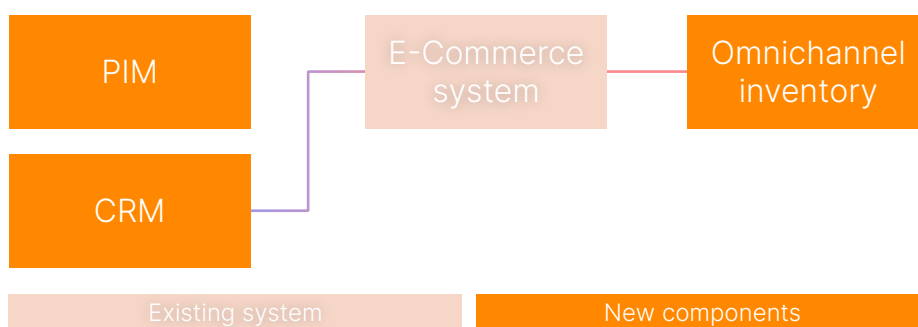 PIM
E-Commerce
system
Omnichannel
inventory
CRM
Existing system
New components